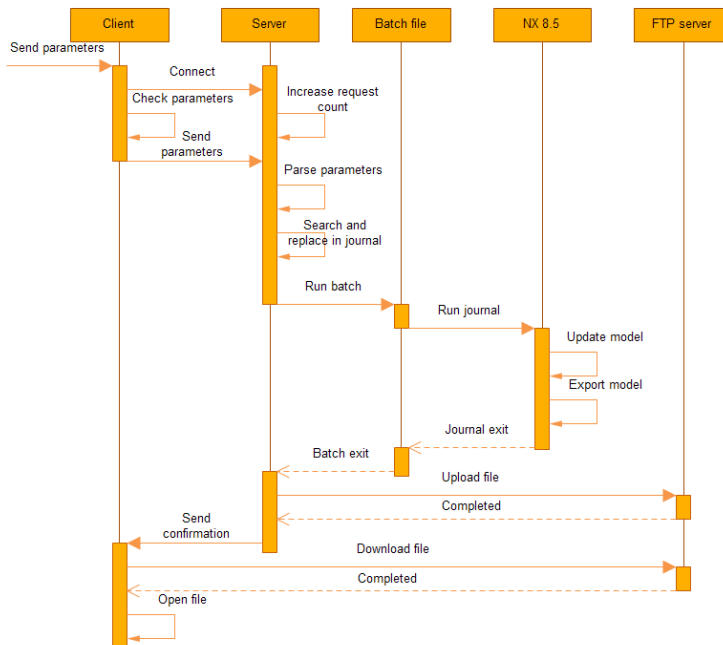 Client
Server
Batch file
NX 8.5
FTP server
Send parameters
Connect
Check parameters
Increase request
count
Send
parameters
Parse parameters
Search and
replace in journal
Run batch
Run journal
Update model
Export model
Journal exit
Batch exit
Upload file
Completed
Send
confirmation
Download file
Completed
Open file